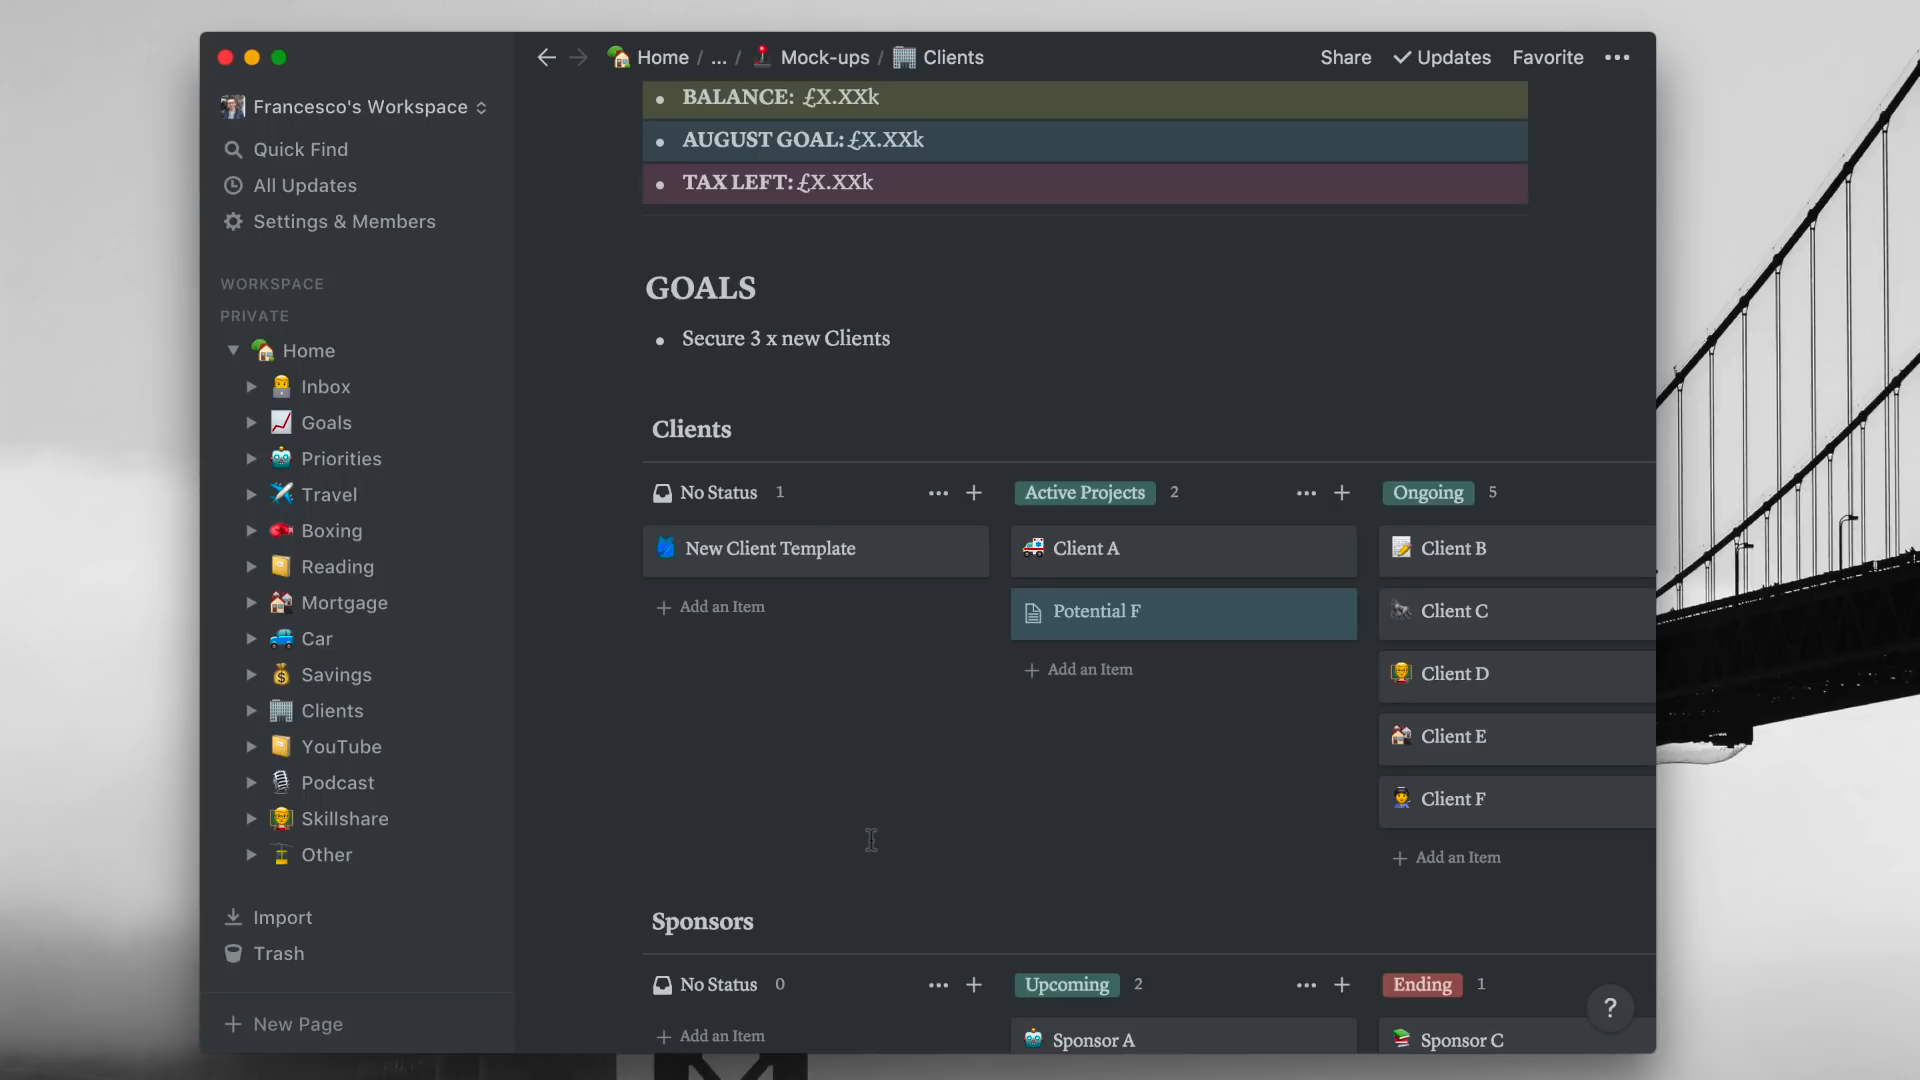 Home / ... / Mock-ups / Clients
Share Updates Favorite •••
Francesco's Workspace
Quick Find
All Updates
Settings & Members
WORKSPACE
PRIVATE
Home
Inbox
Goals
Priorities
Travel
Boxing
Reading
Mortgage
Car
Savings
Clients
YouTube
Podcast
Skillshare
Other
Import
Trash
New Page
• BALANCE: £X.XXk
• AUGUST GOAL: £X.XXk
• TAX LEFT: £X.XXk
GOALS
• Secure 3 x new Clients
Clients
No Status 1
New Client Template
+ Add an Item
Active Projects 2
Client A
Potential F
+ Add an Item
Ongoing 5
Client B
Client C
Client D
Client E
Client F
+ Add an Item
Sponsors
No Status 0
+ Add an Item
Upcoming 2
Sponsor A
Ending 1
Sponsor C
?